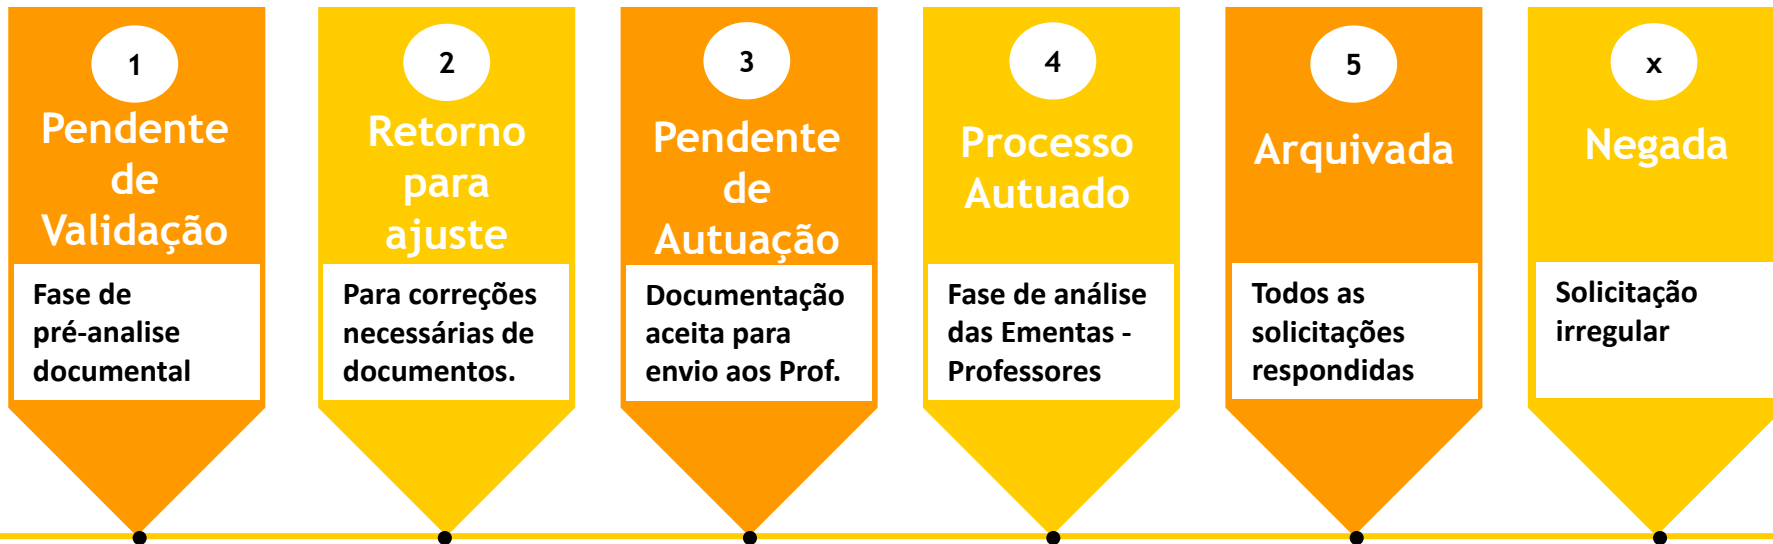 1
Pendente
de
Validação
Fase de
pré-analise
documental
2
Retorno
para
ajuste
Para correções
necessárias de
documentos.
3
Pendente
de
Autuação
Documentação
aceita para
envio aos Prof.
4
Processo
Autuado
Fase de análise
das Ementas -
Professores
5
Arquivada
Todos as
solicitações
respondidas
x
Negada
Solicitação
irregular